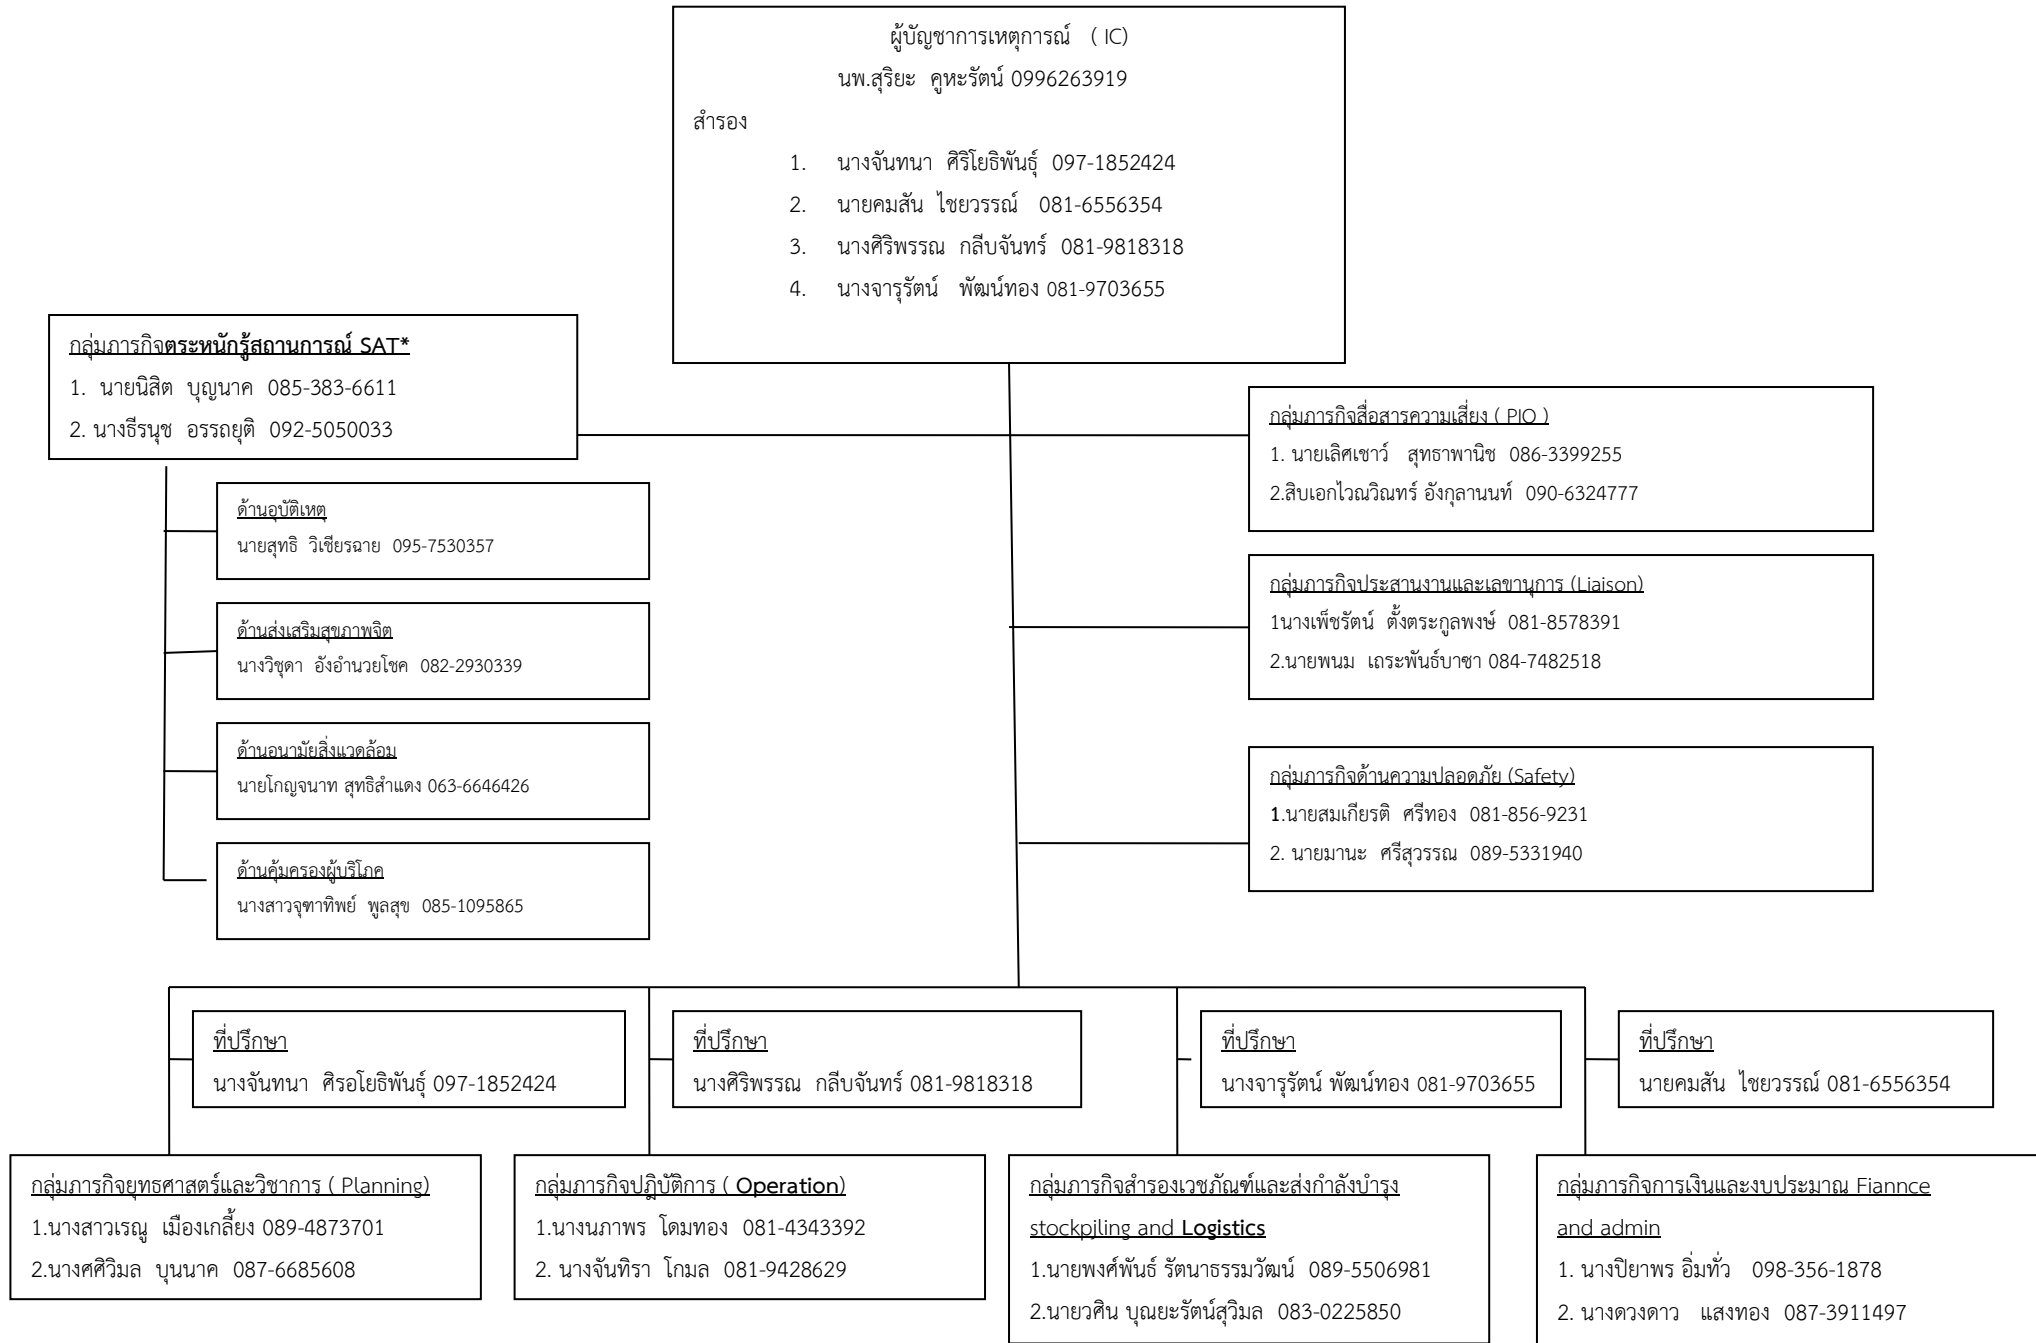 ผู้บัญชาการเหตุการณ์ ( IC)
นพ.สุริยะ คูหะรัตน์ 0996263919
สำรอง
1. นางจันทนา ศิริโยธิพันธุ์ 097-1852424
2. นายคมสัน ไชยวรรณ์ 081-6556354
3. นางศิริพรรณ กลีบจันทร์ 081-9818318
4. นางจารุรัตน์ พัฒน์ทอง 081-9703655
กลุ่มภารกิจตระหนักรู้สถานการณ์ SAT*
1. นายนิสิต บุญนาค 085-383-6611
2. นางธีรนุช อรรถยุติ 092-5050033
กลุ่มภารกิจสื่อสารความเสี่ยง ( PIO )
1. นายเลิศเชาว์ สุทธาพานิช 086-3399255
2.สิบเอกไวณวิณทร์ อังกุลานนท์ 090-6324777
ด้านอุบัติเหตุ
นายสุทธิ วิเชียรฉาย 095-7530357
กลุ่มภารกิจประสานงานและเลขานุการ (Liaison)
1นางเพ็ชรัตน์ ตั้งตระกูลพงษ์ 081-8578391
2.นายพนม เถระพันธ์บาซา 084-7482518
ด้านส่งเสริมสุขภาพจิต
นางวิชุดา อังอำนวยโชค 082-2930339
ด้านอนามัยสิ่งแวดล้อม
นายโกญจนาท สุทธิสำแดง 063-6646426
กลุ่มภารกิจด้านความปลอดภัย (Safety)
1.นายสมเกียรติ ศรีทอง 081-856-9231
2. นายมานะ ศรีสุวรรณ 089-5331940
ด้านคุ้มครองผู้บริโภค
นางสาวจุฑาทิพย์ พูลสุข 085-1095865
ที่ปรึกษา
นางจันทนา ศิรอโยธิพันธุ์ 097-1852424
ที่ปรึกษา
นางศิริพรรณ กลีบจันทร์ 081-9818318
ที่ปรึกษา
นางจารุรัตน์ พัฒน์ทอง 081-9703655
ที่ปรึกษา
นายคมสัน ไชยวรรณ์ 081-6556354
กลุ่มภารกิจยุทธศาสตร์และวิชาการ ( Planning)
1.นางสาวเรณู เมืองเกลี้ยง 089-4873701
2.นางศศิวิมล บุนนาค 087-6685608
กลุ่มภารกิจปฏิบัติการ ( Operation)
1.นางนภาพร โดมทอง 081-4343392
2. นางจันทิรา โกมล 081-9428629
กลุ่มภารกิจสำรองเวชภัณฑ์และส่งกำลังบำรุง
stockpjling and Logistics
1.นายพงศ์พันธ์ รัตนาธรรมวัฒน์ 089-5506981
2.นายวศิน บุณยะรัตน์สุวิมล 083-0225850
กลุ่มภารกิจการเงินและงบประมาณ Fiannce
and admin
1. นางปิยาพร อิ่มทั่ว 098-356-1878
2. นางดวงดาว แสงทอง 087-3911497